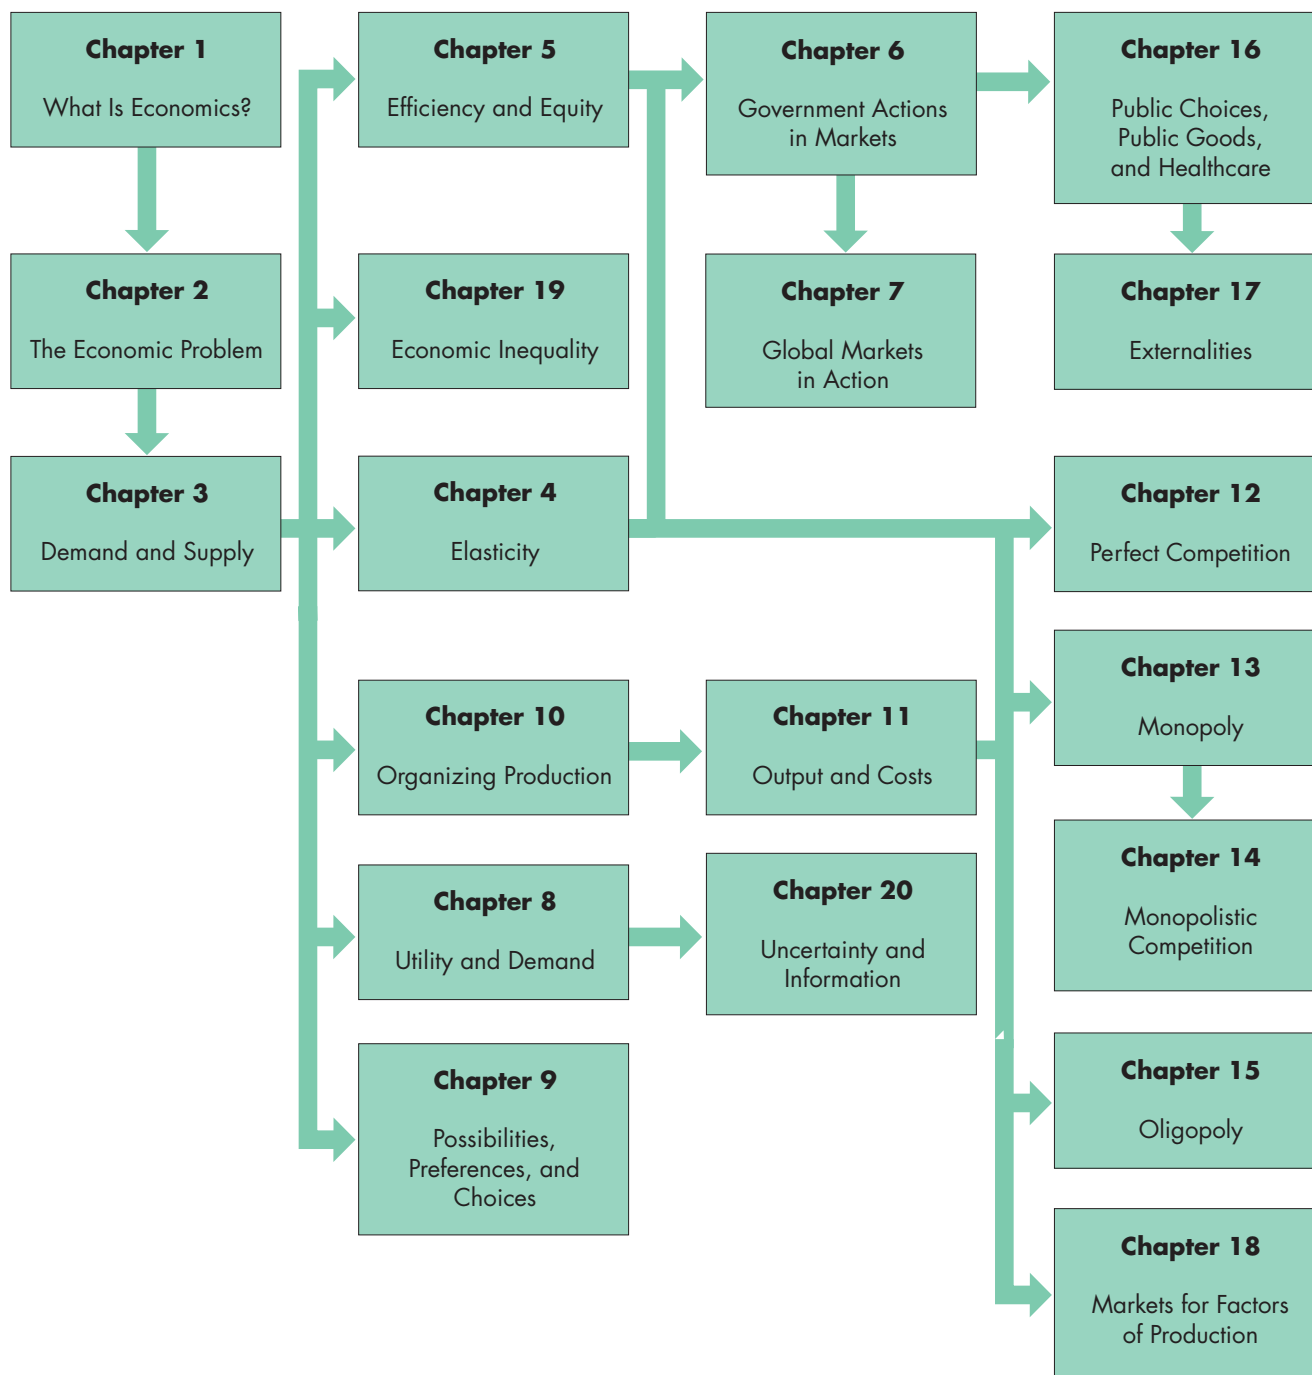 Chapter 1
What Is Economics?
Chapter 2
The Economic Problem
Chapter 3
Demand and Supply
Chapter 5
Efficiency and Equity
Chapter 19
Economic Inequality
Chapter 4
Elasticity
Chapter 10
Organizing Production
Chapter 8
Utility and Demand
Chapter 9
Possibilities,
Preferences, and
Choices
Chapter 6
Government Actions
in Markets
Chapter 7
Global Markets
in Action
Chapter 11
Output and Costs
Chapter 20
Uncertainty and
Information
Chapter 16
Public Choices,
Public Goods,
and Healthcare
Chapter 17
Externalities
Chapter 12
Perfect Competition
Chapter 13
Monopoly
Chapter 14
Monopolistic
Competition
Chapter 15
Oligopoly
Chapter 18
Markets for Factors
of Production